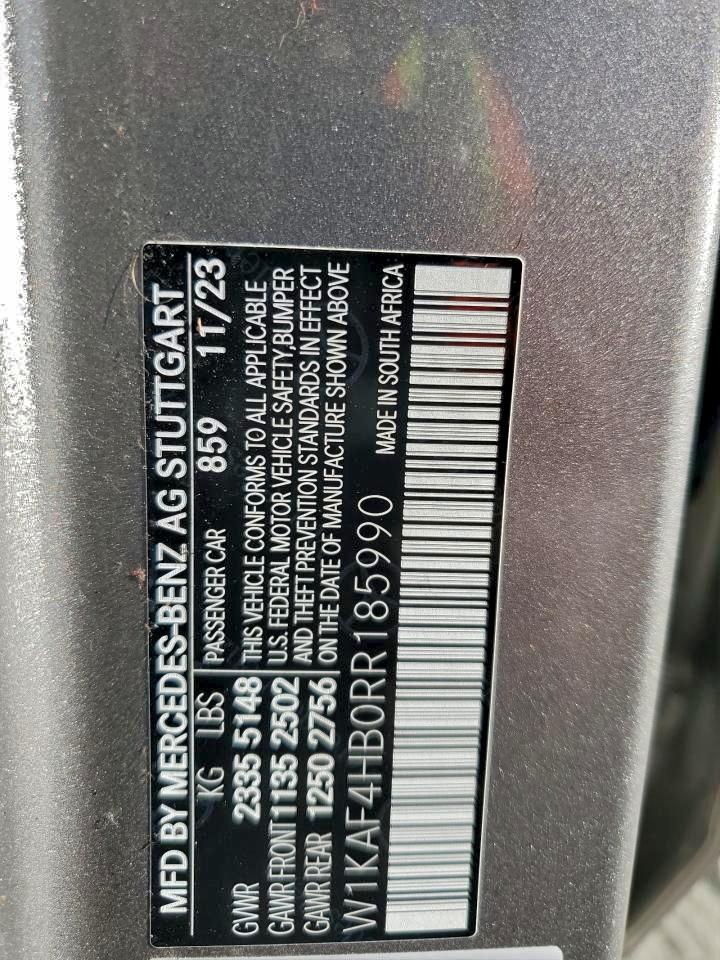 MFD BY MERCEDES-BENZ AG STUTTGART
KG LBS PASSENGER CAR 859 11/23
GVWR 2335 5148 THIS VEHICLE CONFORMS TO ALL APPLICABLE
GAWR FRONT 1135 2502 U.S. FEDERAL MOTOR VEHICLE SAFETY,BUMPER
GAWR REAR 1250 2756 AND THEFT PREVENTION STANDARDS IN EFFECT
ON THE DATE OF MANUFACTURE SHOWN ABOVE
W1KAF4HB0RR185990 MADE IN SOUTH AFRICA